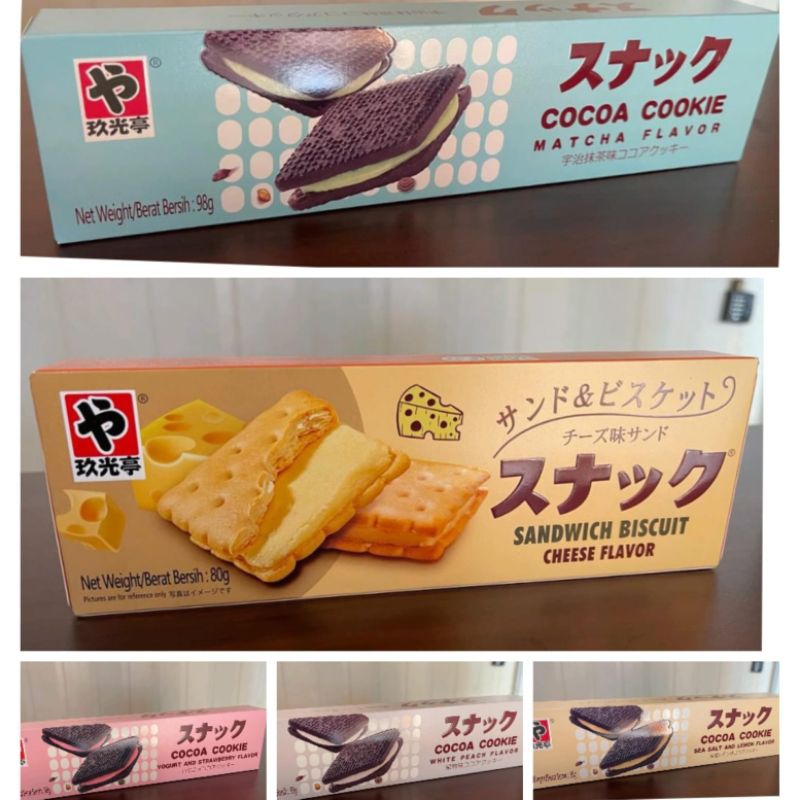 や
®
玖光亭
スナック
COCOA COOKIE
MATCHA FLAVOR
宇治抹茶味ココアクッキー
Net Weight/Berat Bersih : 98g
や
®
玖光亭
サンド&ビスケット
チーズ味サンド
スナック®
SANDWICH BISCUIT
CHEESE FLAVOR
Net Weight/Berat Bersih : 80g
Pictures are for reference only 写真はイメージです
スナック
COCOA COOKIE
YOGURT AND STRAWBERRY FLAVOR
玖光亭
スナック
COCOA COOKIE
WHITE PEACH FLAVOR
スナック
COCOA COOKIE
SEA SALT AND LEMON FLAVOR